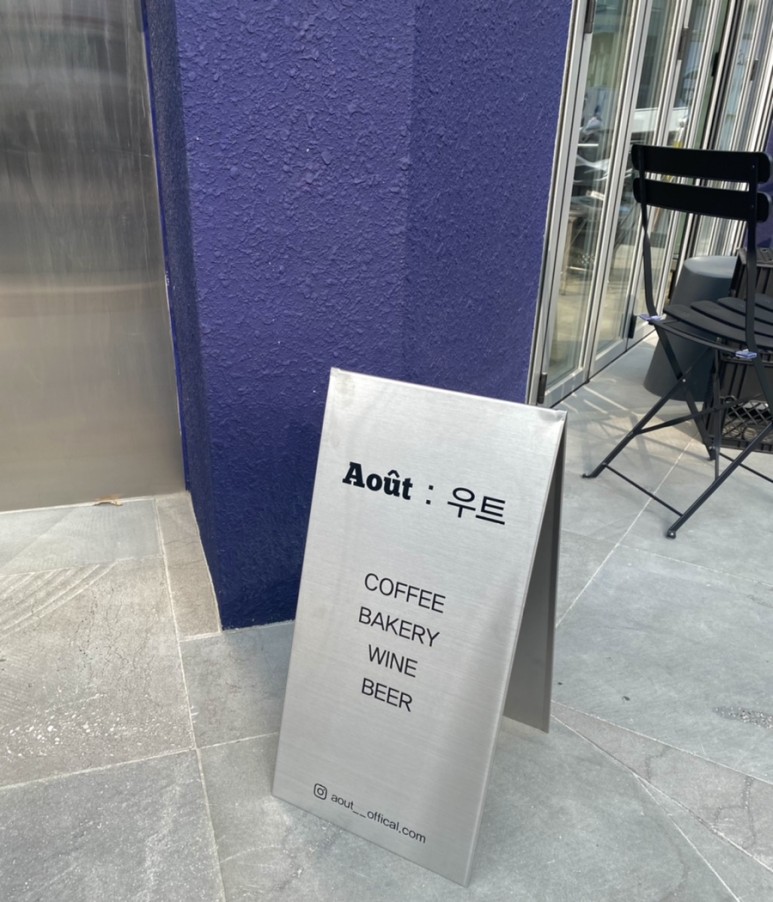 Août : 우트
COFFEE
BAKERY
WINE
BEER
aout__offical.com